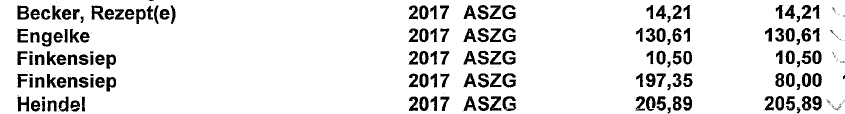 Becker, Rezept(e) 2017 ASZG 14,21 14,21
Engelke 2017 ASZG 130,61 130,61
Finkensiep 2017 ASZG 10,50 10,50
Finkensiep 2017 ASZG 197,35 80,00
Heindel 2017 ASZG 205,89 205,89